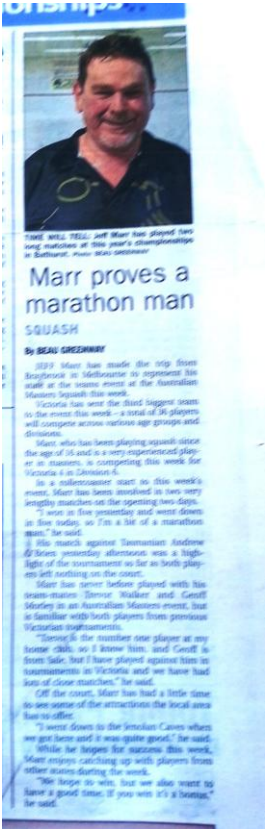 onships
TIME WILL TELL: Jeff Marr has played two
long matches at this year's championships
in Bathurst. Photo: BEAU GREENWAY
Marr proves a
marathon man
SQUASH
By BEAU GREENWAY
JEFF Marr has made the trip from
Braybrook in Melbourne to represent his
state at the teams event at the Australian
Masters Squash this week.
Victoria has sent the third biggest team
to the event this week – a total of 36 players
will compete across various age groups and
divisions.
Marr, who has been playing squash since
the age of 16 and is a very experienced play-
er in masters, is competing this week for
Victoria 4 in Division 6.
In a rollercoaster start to this week's
event, Marr has been involved in two very
lengthy matches on the opening two days.
"I won in five yesterday and went down
in five today, so I'm a bit of a marathon
man," he said.
His match against Tasmanian Andrew
O'Brien yesterday afternoon was a high-
light of the tournament so far as both play-
ers left nothing on the court.
Marr has never before played with his
team-mates Trevor Walker and Geoff
Morley in an Australian Masters event, but
is familiar with both players from previous
Victorian tournaments.
"Trevor is the number one player at my
home club, so I know him, and Geoff is
from Sale, but I have played against him in
tournaments in Victoria and we have had
lots of close matches," he said.
Off the court, Marr has had a little time
to see some of the attractions the local area
has to offer.
"I went down to the Jenolan Caves when
we got here and it was quite good," he said.
While he hopes for success this week,
Marr enjoys catching up with players from
other states during the week.
"We hope to win, but we also want to
have a good time. If you win it's a bonus,"
he said.